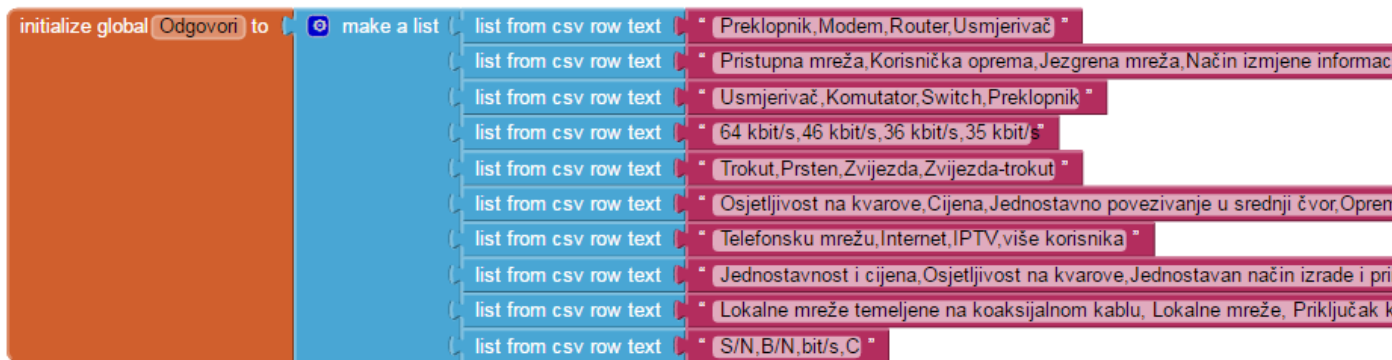 initialize global Odgovori to make a list list from csv row text " Preklopnik,Modem,Router,Usmjerivač "
list from csv row text " Pristupna mreža,Korisnička oprema,Jezgrena mreža,Način izmjene informac
list from csv row text " Usmjerivač,Komutator,Switch,Preklopnik "
list from csv row text " 64 kbit/s,46 kbit/s,36 kbit/s,35 kbit/s "
list from csv row text " Trokut,Prsten,Zvijezda,Zvijezda-trokut "
list from csv row text " Osjetljivost na kvarove,Cijena,Jednostavno povezivanje u srednji čvor,Oprem
list from csv row text " Telefonsku mrežu,Internet,IPTV,više korisnika "
list from csv row text " Jednostavnost i cijena,Osjetljivost na kvarove,Jednostavan način izrade i pri
list from csv row text " Lokalne mreže temeljene na koaksijalnom kablu, Lokalne mreže, Priključak k
list from csv row text " S/N,B/N,bit/s,C "